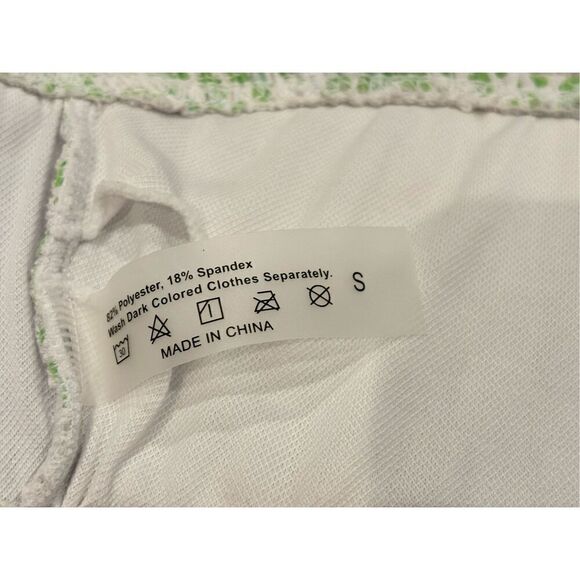 82% Polyester, 18% Spandex
Wash Dark Colored Clothes Separately.
S
30
MADE IN CHINA